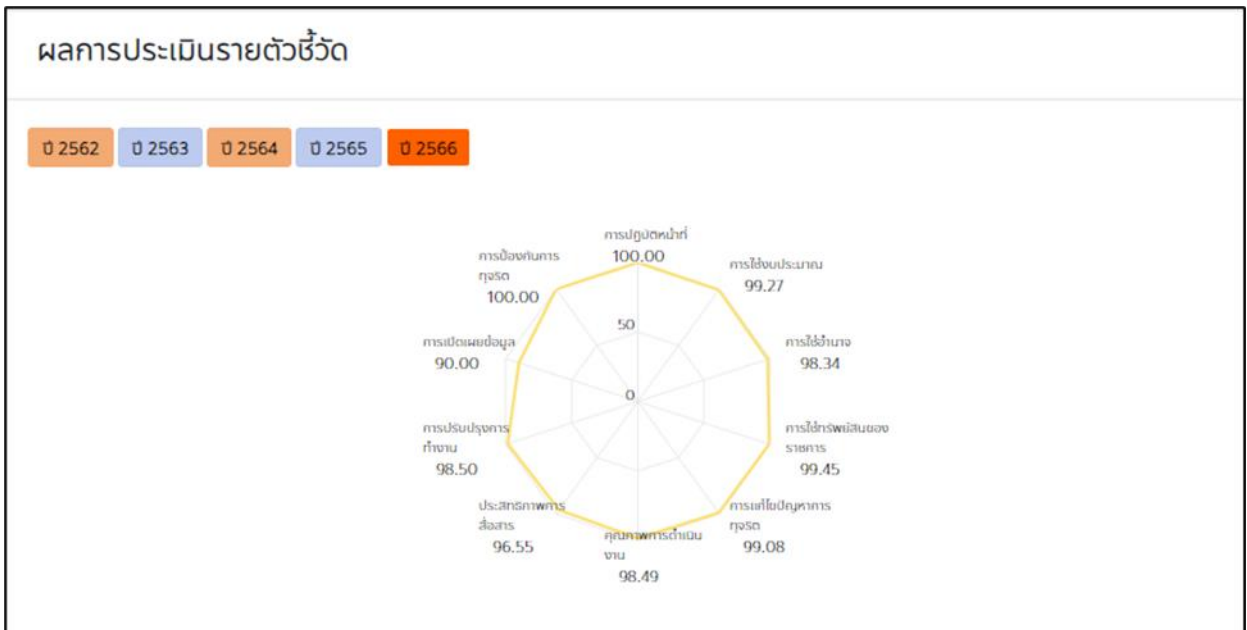 ผลการประเมินรายตัวชี้วัด
ปี 2562
ปี 2563
ปี 2564
ปี 2565
ปี 2566
การปฏิบัติหน้าที่
100.00
การใช้งบประมาณ
99.27
การใช้อำนาจ
98.34
การใช้ทรัพย์สินของ
ราชการ
99.45
การแก้ไขปัญหาการ
ทุจริต
99.08
คุณภาพการดำเนิน
งาน
98.49
ประสิทธิภาพการ
สื่อสาร
96.55
การปรับปรุงการ
ทำงาน
98.50
การเปิดเผยข้อมูล
90.00
การป้องกันการ
ทุจริต
100.00
50
0